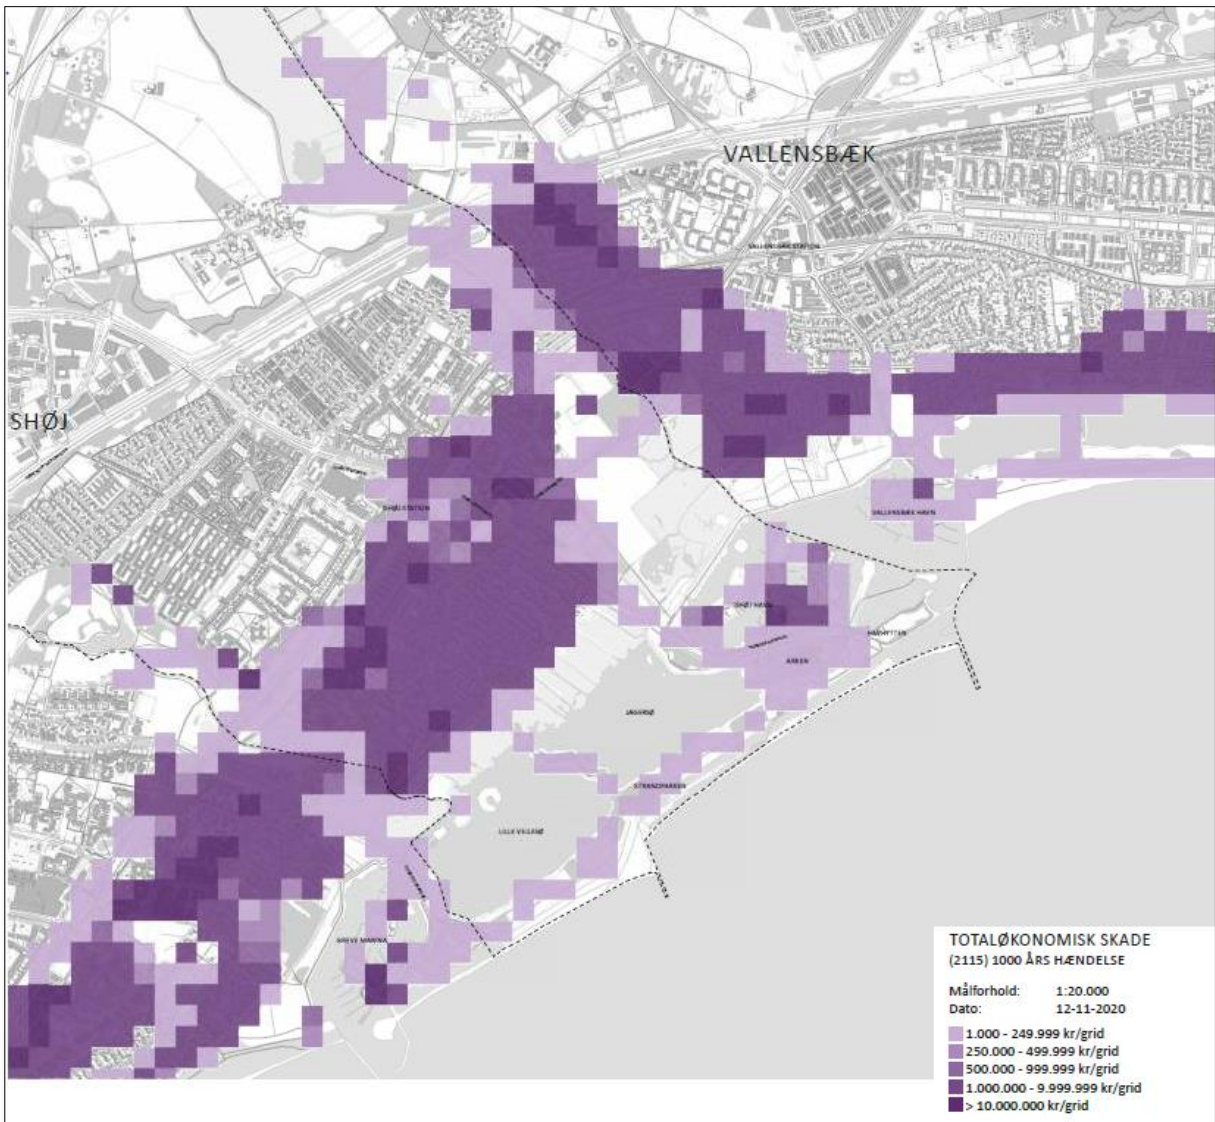 VALLENSBÆK
VALLENSBÆK STATION
SHØJ
ISHØJ STATION
VALLENSBÆK HAVN
ISHØJ HAVN
ARKEN
JÆGERSØ
STRANDPARKEN
LILLE VEJLESØ
GREVE MARINA
TOTALØKONOMISK SKADE
(2115) 1000 ÅRS HÆNDELSE
Målforhold: 1:20.000
Dato: 12-11-2020
1.000 - 249.999 kr/grid
250.000 - 499.999 kr/grid
500.000 - 999.999 kr/grid
1.000.000 - 9.999.999 kr/grid
> 10.000.000 kr/grid